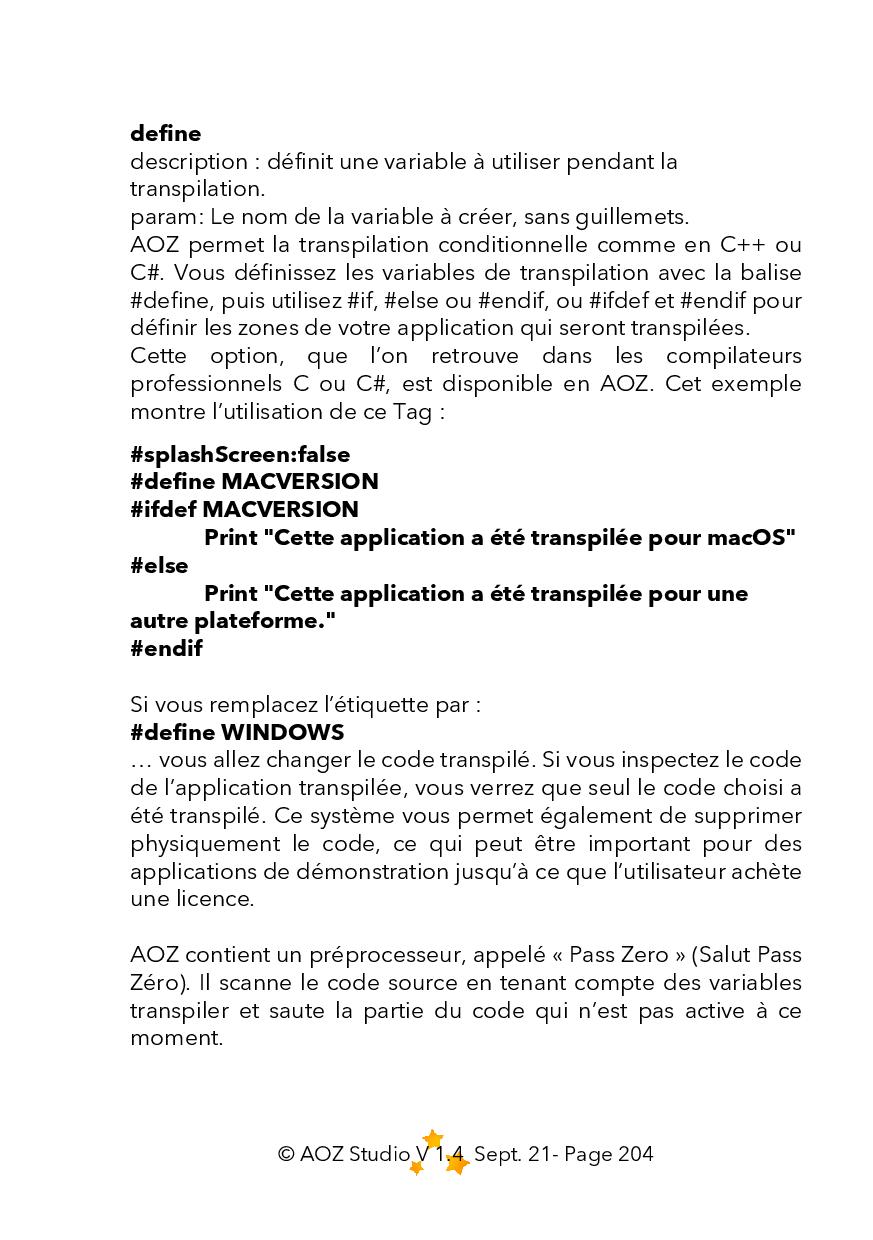 define
description : définit une variable à utiliser pendant la
transpilation.
param: Le nom de la variable à créer, sans guillemets.
AOZ permet la transpilation conditionnelle comme en C++ ou
C#. Vous définissez les variables de transpilation avec la balise
#define, puis utilisez #if, #else ou #endif, ou #ifdef et #endif pour
définir les zones de votre application qui seront transpilées.
Cette option, que l’on retrouve dans les compilateurs
professionnels C ou C#, est disponible en AOZ. Cet exemple
montre l’utilisation de ce Tag :
#splashScreen:false
#define MACVERSION
#ifdef MACVERSION
Print "Cette application a été transpilée pour macOS"
#else
Print "Cette application a été transpilée pour une
autre plateforme."
#endif
Si vous remplacez l’étiquette par :
#define WINDOWS
… vous allez changer le code transpilé. Si vous inspectez le code
de l’application transpilée, vous verrez que seul le code choisi a
été transpilé. Ce système vous permet également de supprimer
physiquement le code, ce qui peut être important pour des
applications de démonstration jusqu’à ce que l’utilisateur achète
une licence.
AOZ contient un préprocesseur, appelé « Pass Zero » (Salut Pass
Zéro). Il scanne le code source en tenant compte des variables
transpiler et saute la partie du code qui n’est pas active à ce
moment.
© AOZ Studio V 1.4 Sept. 21- Page 204